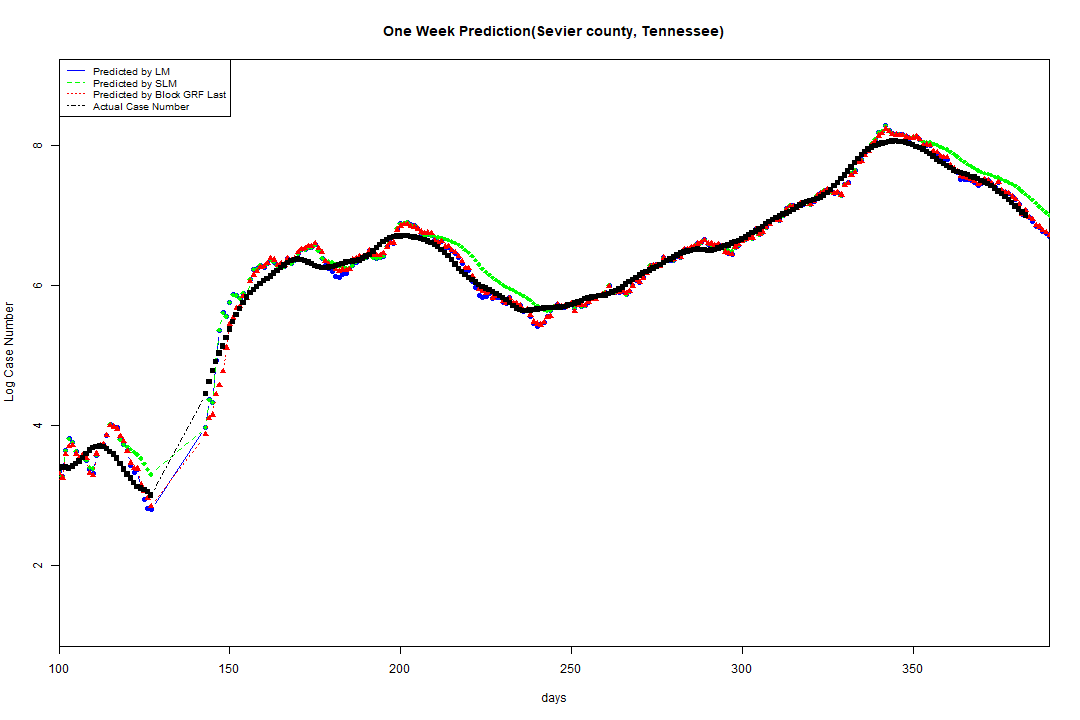 One Week Prediction(Sevier county, Tennessee)
Predicted by LM
Predicted by SLM
Predicted by Block GRF Last
Actual Case Number
Log Case Number
8
6
4
2
100 150 200 250 300 350
days